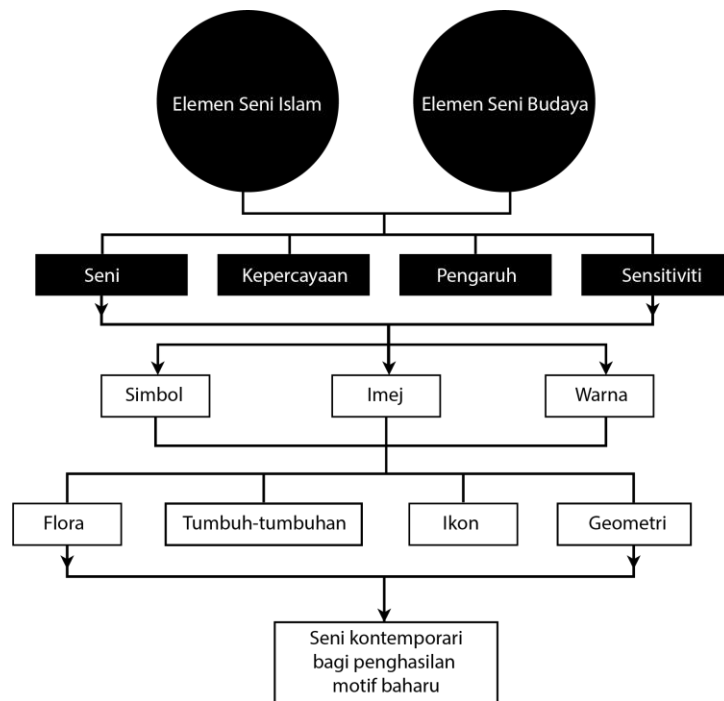 Elemen Seni Islam
Elemen Seni Budaya
Seni
Kepercayaan
Pengaruh
Sensitiviti
Simbol
Imej
Warna
Flora
Tumbuh-tumbuhan
Ikon
Geometri
Seni kontemporari
bagi penghasilan
motif baharu